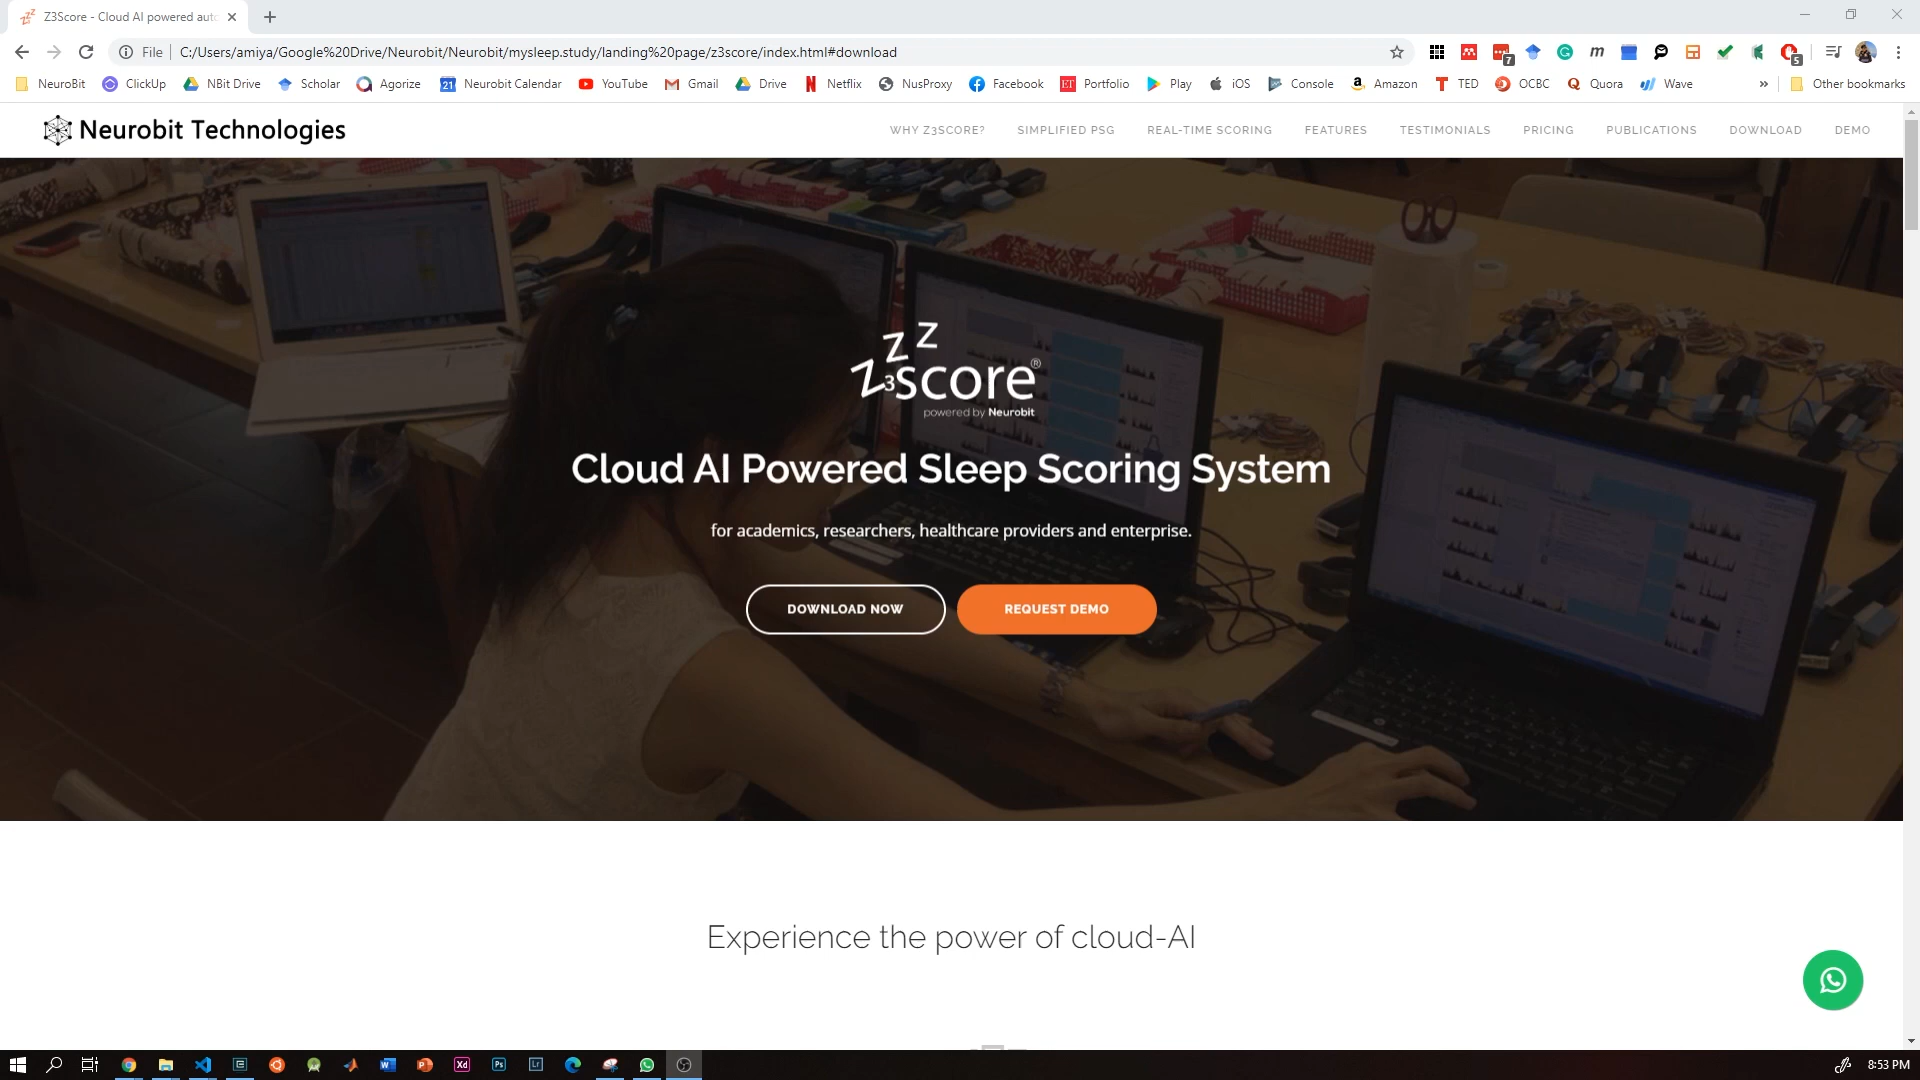 Z3Score - Cloud AI powered auto
File
C:/Users/amiya/Google%20Drive/Neurobit/Neurobit/mysleep.study/landing%20page/z3score/index.html#download
7
5
NeuroBit
ClickUp
NBit Drive
Scholar
Agorize
Neurobit Calendar
YouTube
Gmail
Drive
Netflix
NusProxy
Facebook
Portfolio
Play
iOS
Console
Amazon
TED
OCBC
Quora
Wave
»
Other bookmarks
Neurobit Technologies
WHY Z3SCORE?
SIMPLIFIED PSG
REAL-TIME SCORING
FEATURES
TESTIMONIALS
PRICING
PUBLICATIONS
DOWNLOAD
DEMO
Z Z
Z3score®
powered by Neurobit
Cloud AI Powered Sleep Scoring System
for academics, researchers, healthcare providers and enterprise.
DOWNLOAD NOW
REQUEST DEMO
Experience the power of cloud-AI
8:53 PM